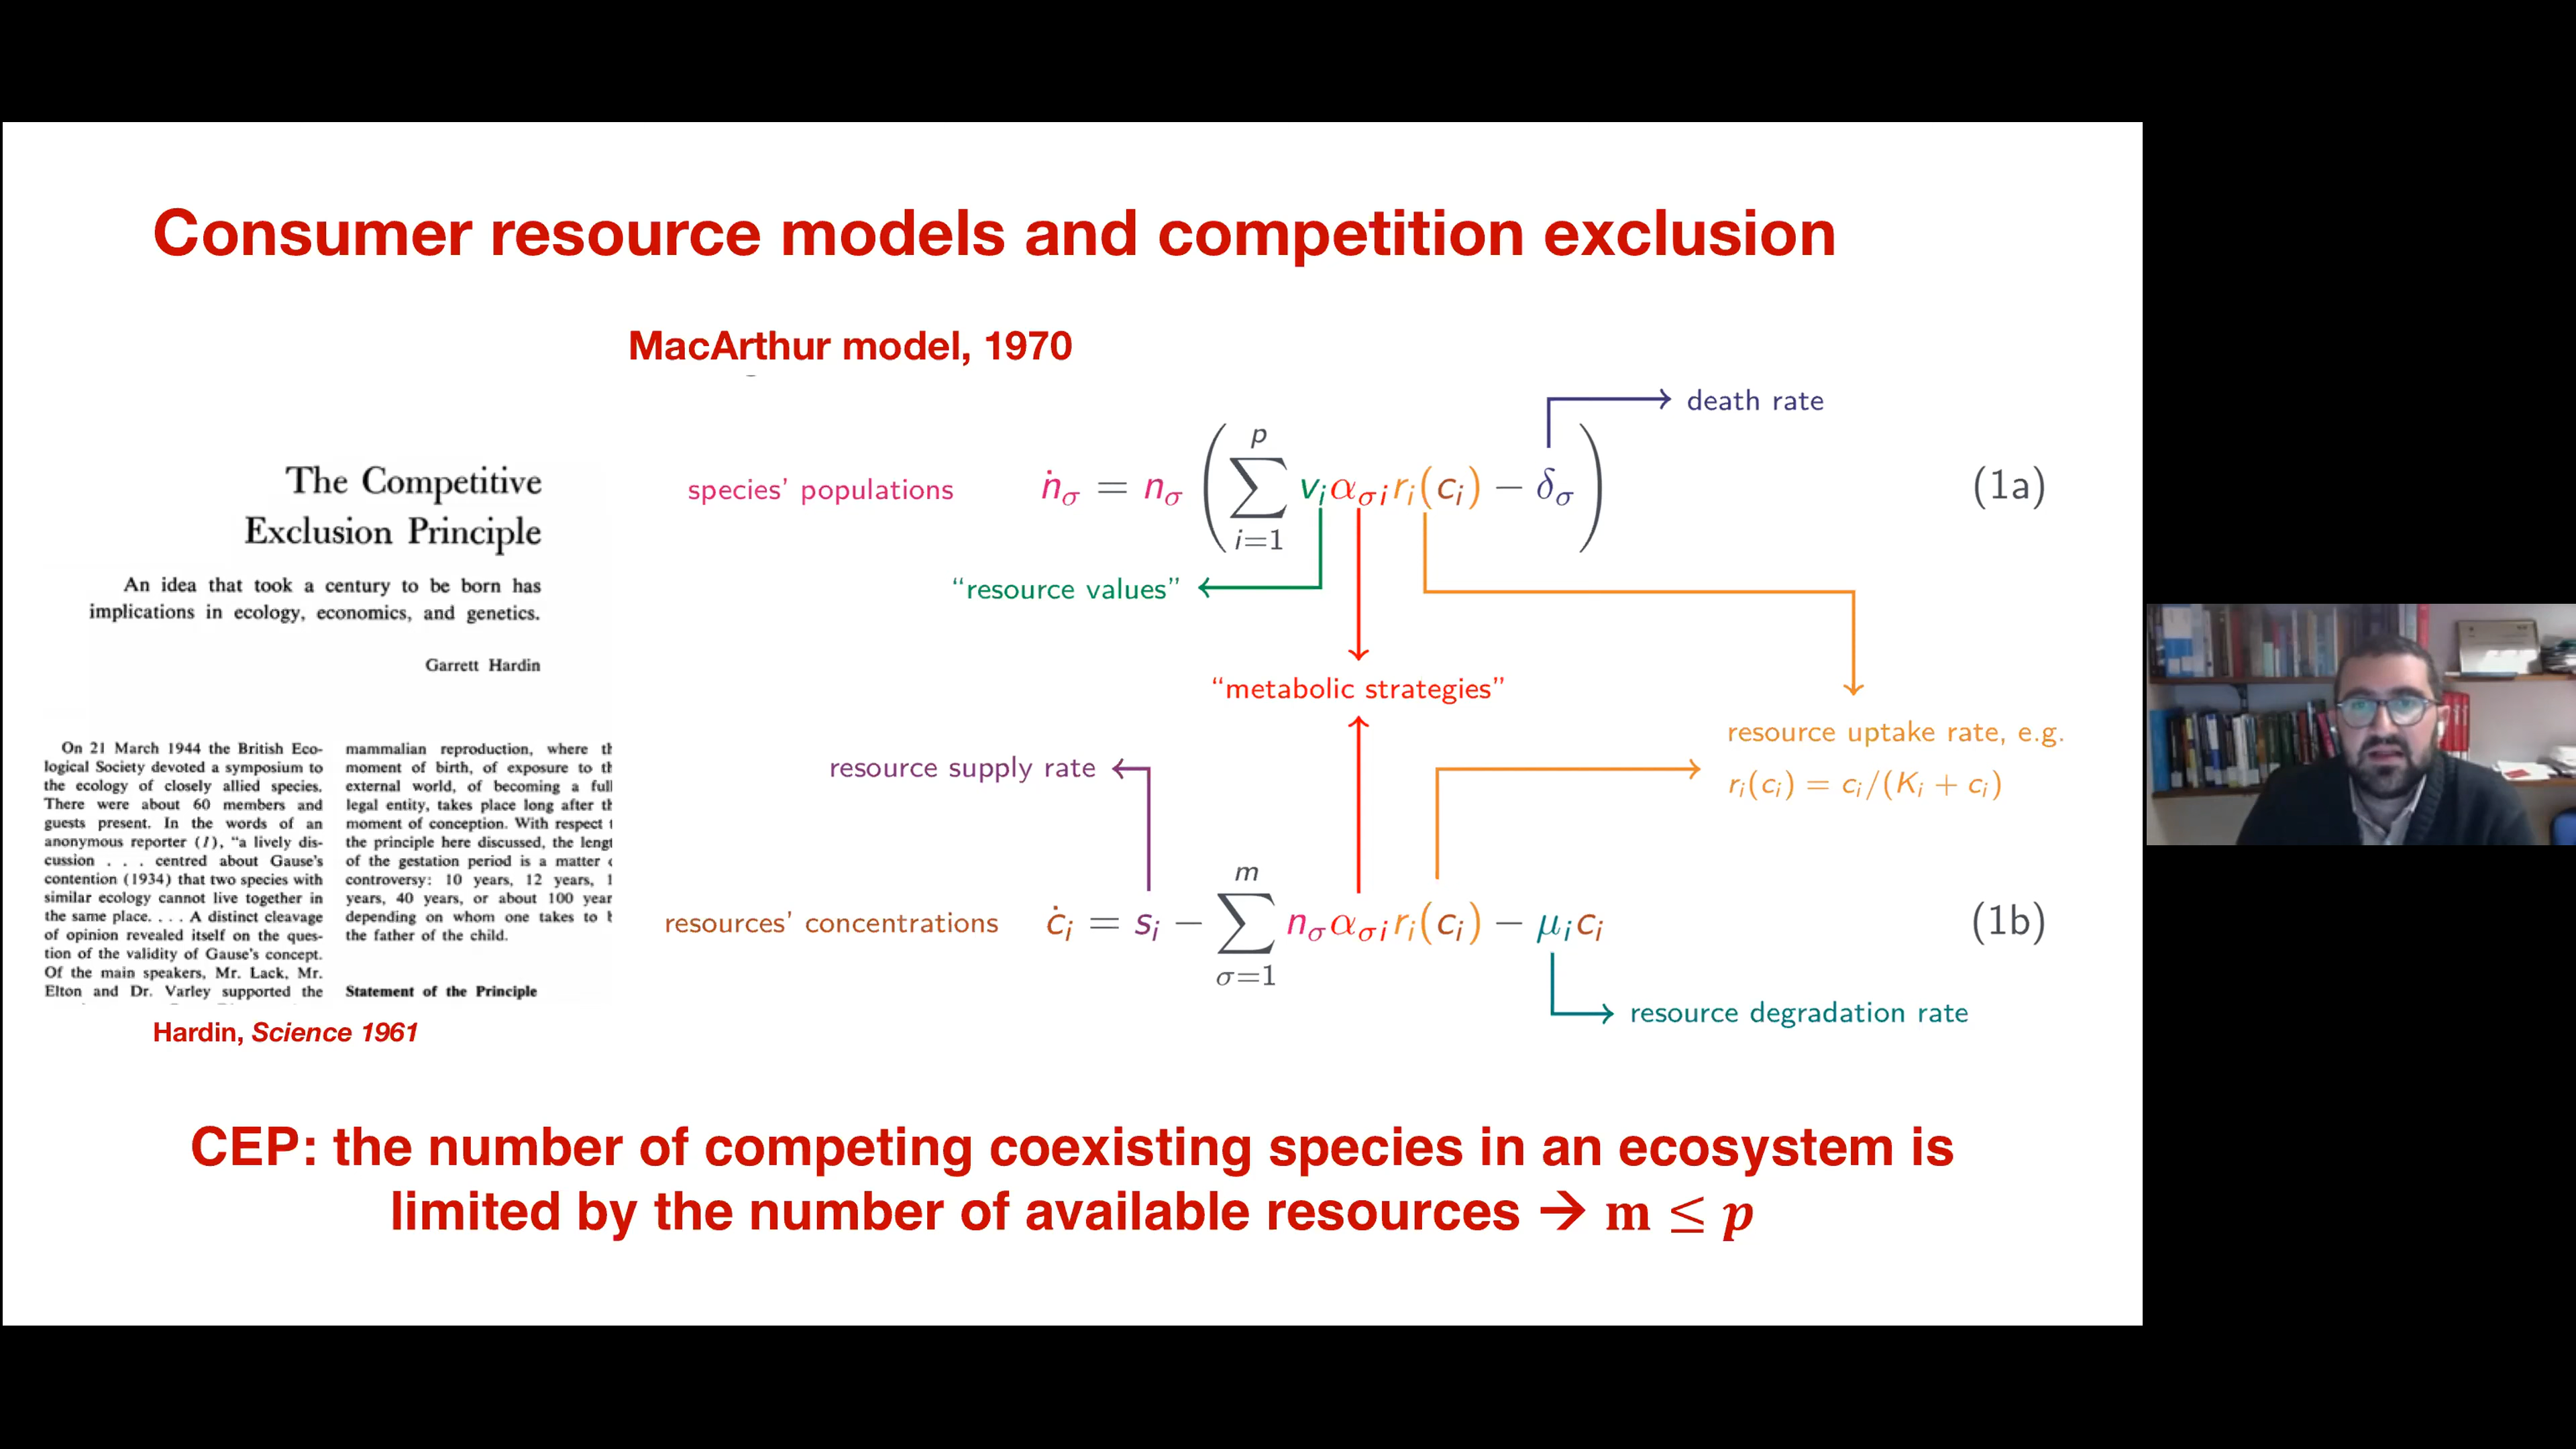 Consumer resource models and competition exclusion
MacArthur model, 1970
The Competitive
Exclusion Principle
An idea that took a century to be born has
implications in ecology, economics, and genetics.
Garrett Hardin
On 21 March 1944 the British Eco-
logical Society devoted a symposium to
the ecology of closely allied species.
There were about 60 members and
guests present. In the words of an
anonymous reporter (1), “a lively dis-
cussion . . . centred about Gause's
contention (1934) that two species with
similar ecology cannot live together in
the same place. . . . A distinct cleavage
of opinion revealed itself on the ques-
tion of the validity of Gause's concept.
Of the main speakers, Mr. Lack, Mr.
Elton and Dr. Varley supported the
mammalian reproduction, where th
moment of birth, of exposure to th
external world, of becoming a full
legal entity, takes place long after th
moment of conception. With respect t
the principle here discussed, the lengt
of the gestation period is a matter
controversy: 10 years, 12 years, 1
years, 40 years, or about 100 year
depending on whom one takes to b
the father of the child.
Statement of the Principle
Hardin, Science 1961
death rate
species' populations ṅσ = nσ (∑_{i=1}^{p} vᵢ ασi rᵢ(cᵢ) − δσ) (1a)
“resource values”
“metabolic strategies”
resource uptake rate, e.g.
rᵢ(cᵢ) = cᵢ/(Kᵢ + cᵢ)
resource supply rate
resources' concentrations ċᵢ = sᵢ − ∑_{σ=1}^{m} nσ ασi rᵢ(cᵢ) − μᵢcᵢ (1b)
resource degradation rate
CEP: the number of competing coexisting species in an ecosystem is
limited by the number of available resources → m ≤ p